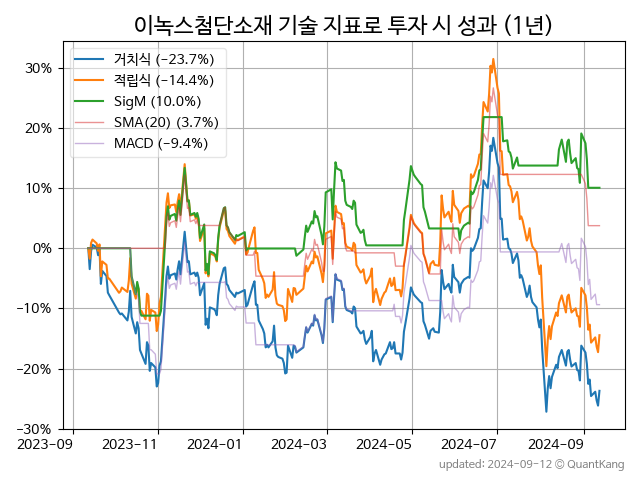 이녹스첨단소재 기술 지표로 투자 시 성과 (1년)
거치식 (−23.7%)
적립식 (−14.4%)
SigM (10.0%)
SMA(20) (3.7%)
MACD (−9.4%)
30%
20%
10%
0%
−10%
−20%
−30%
2023-09 2023-11 2024-01 2024-03 2024-05 2024-07 2024-09
updated: 2024-09-12 ⓒ QuantKang